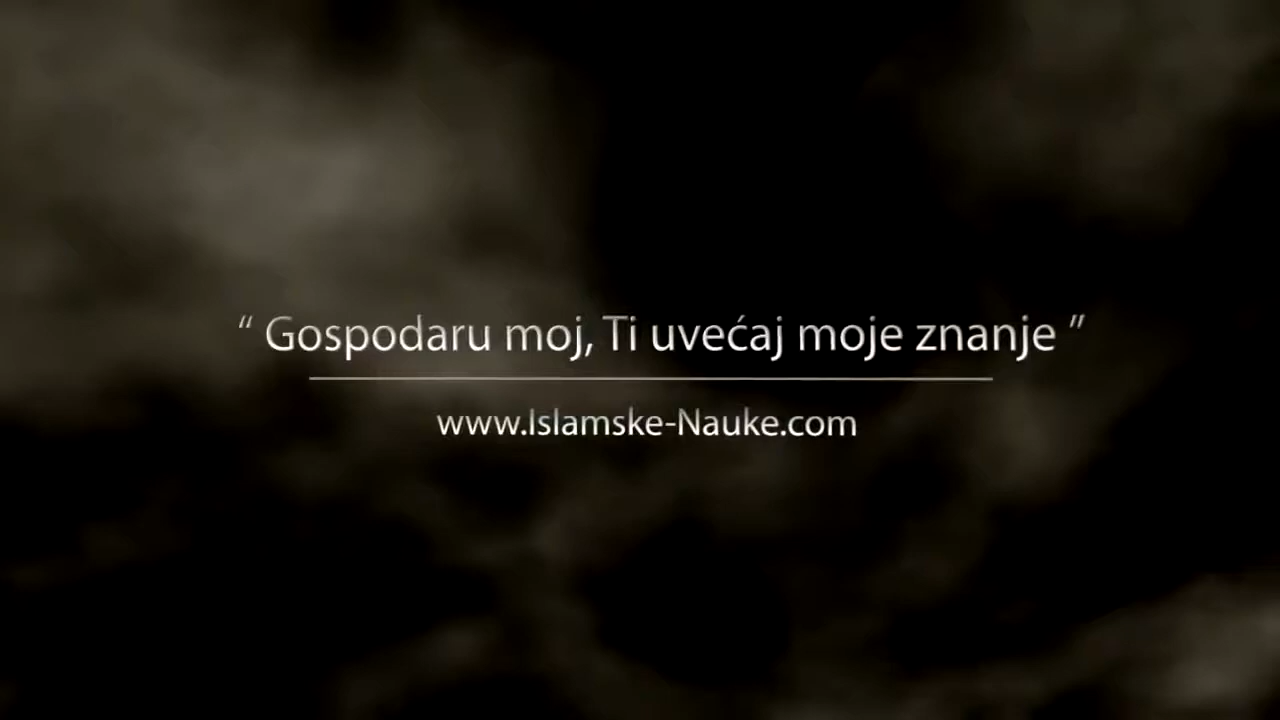 “ Gospodaru moj, Ti uvećaj moje znanje ”
www.Islamske-Nauke.com